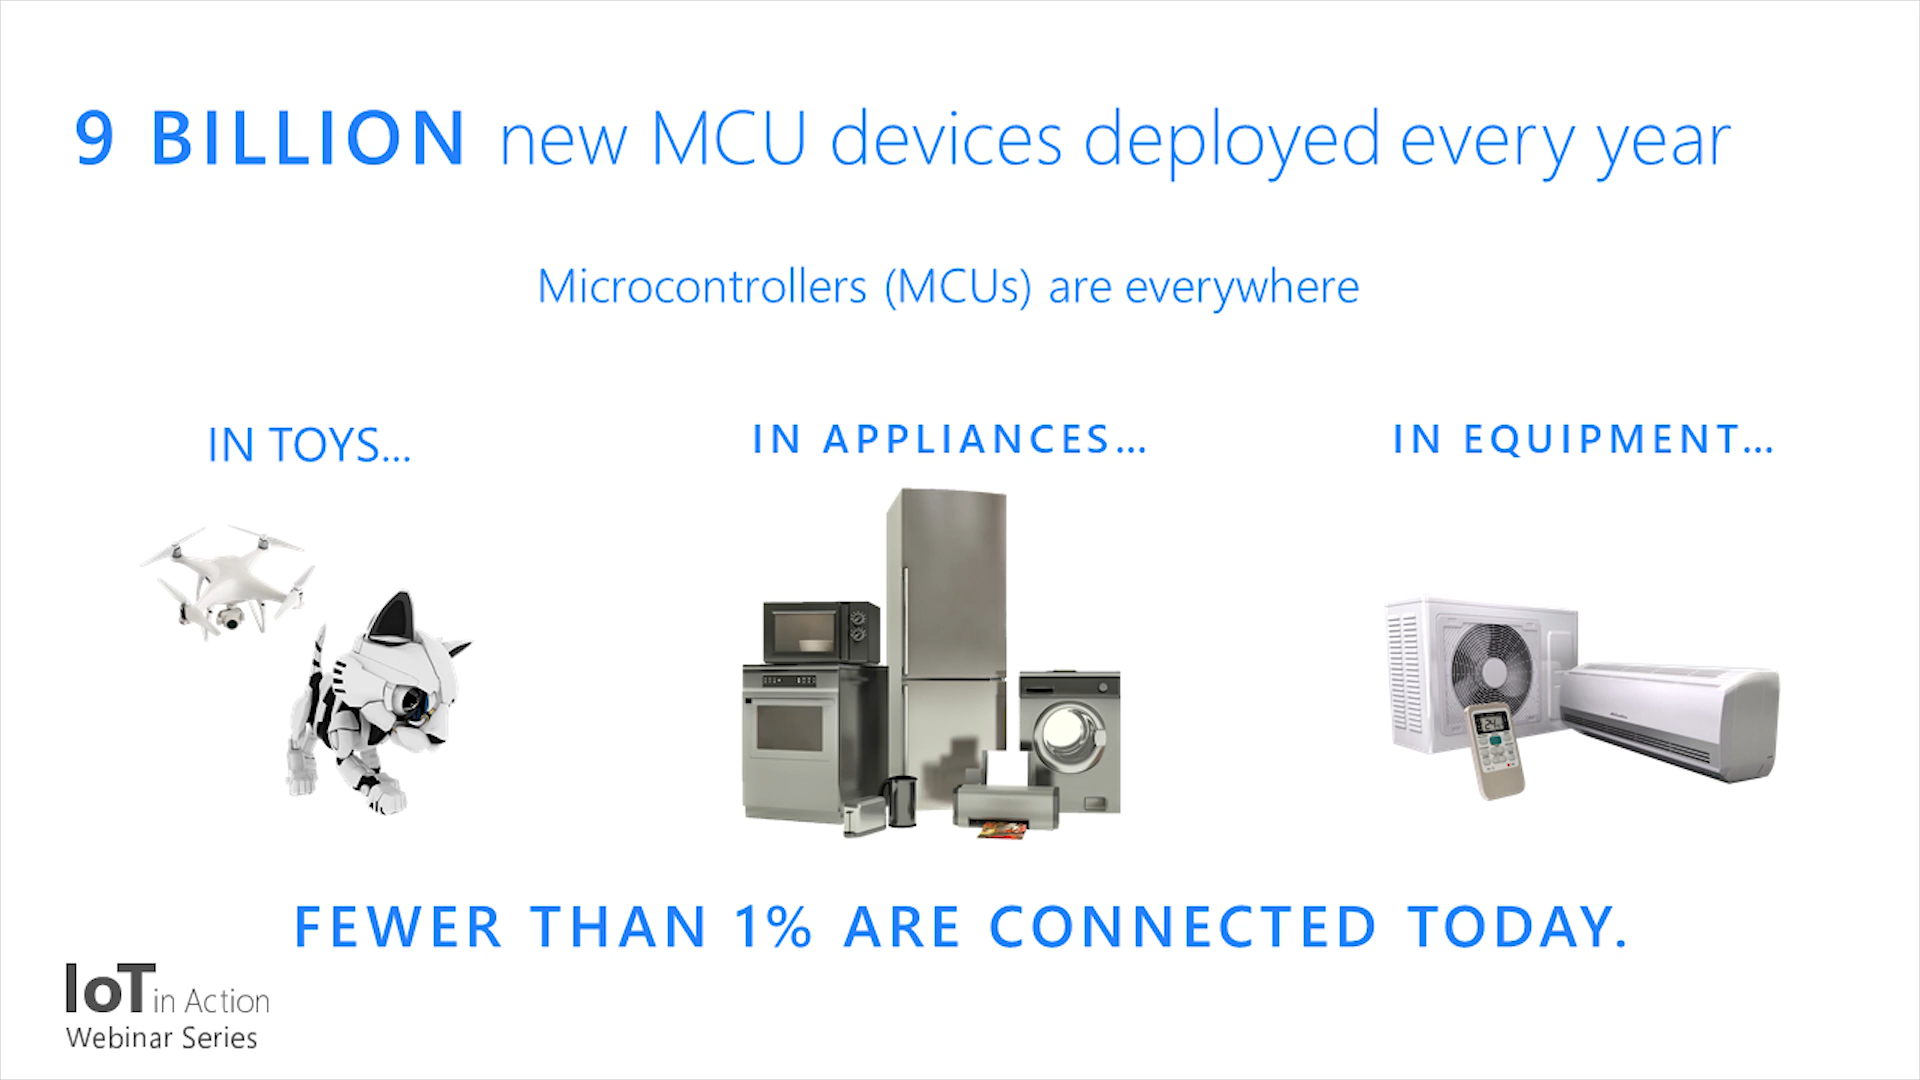 9 BILLION new MCU devices deployed every year
Microcontrollers (MCUs) are everywhere
IN TOYS...
IN APPLIANCES...
IN EQUIPMENT...
24
FEWER THAN 1% ARE CONNECTED TODAY.
IoT in Action
Webinar Series